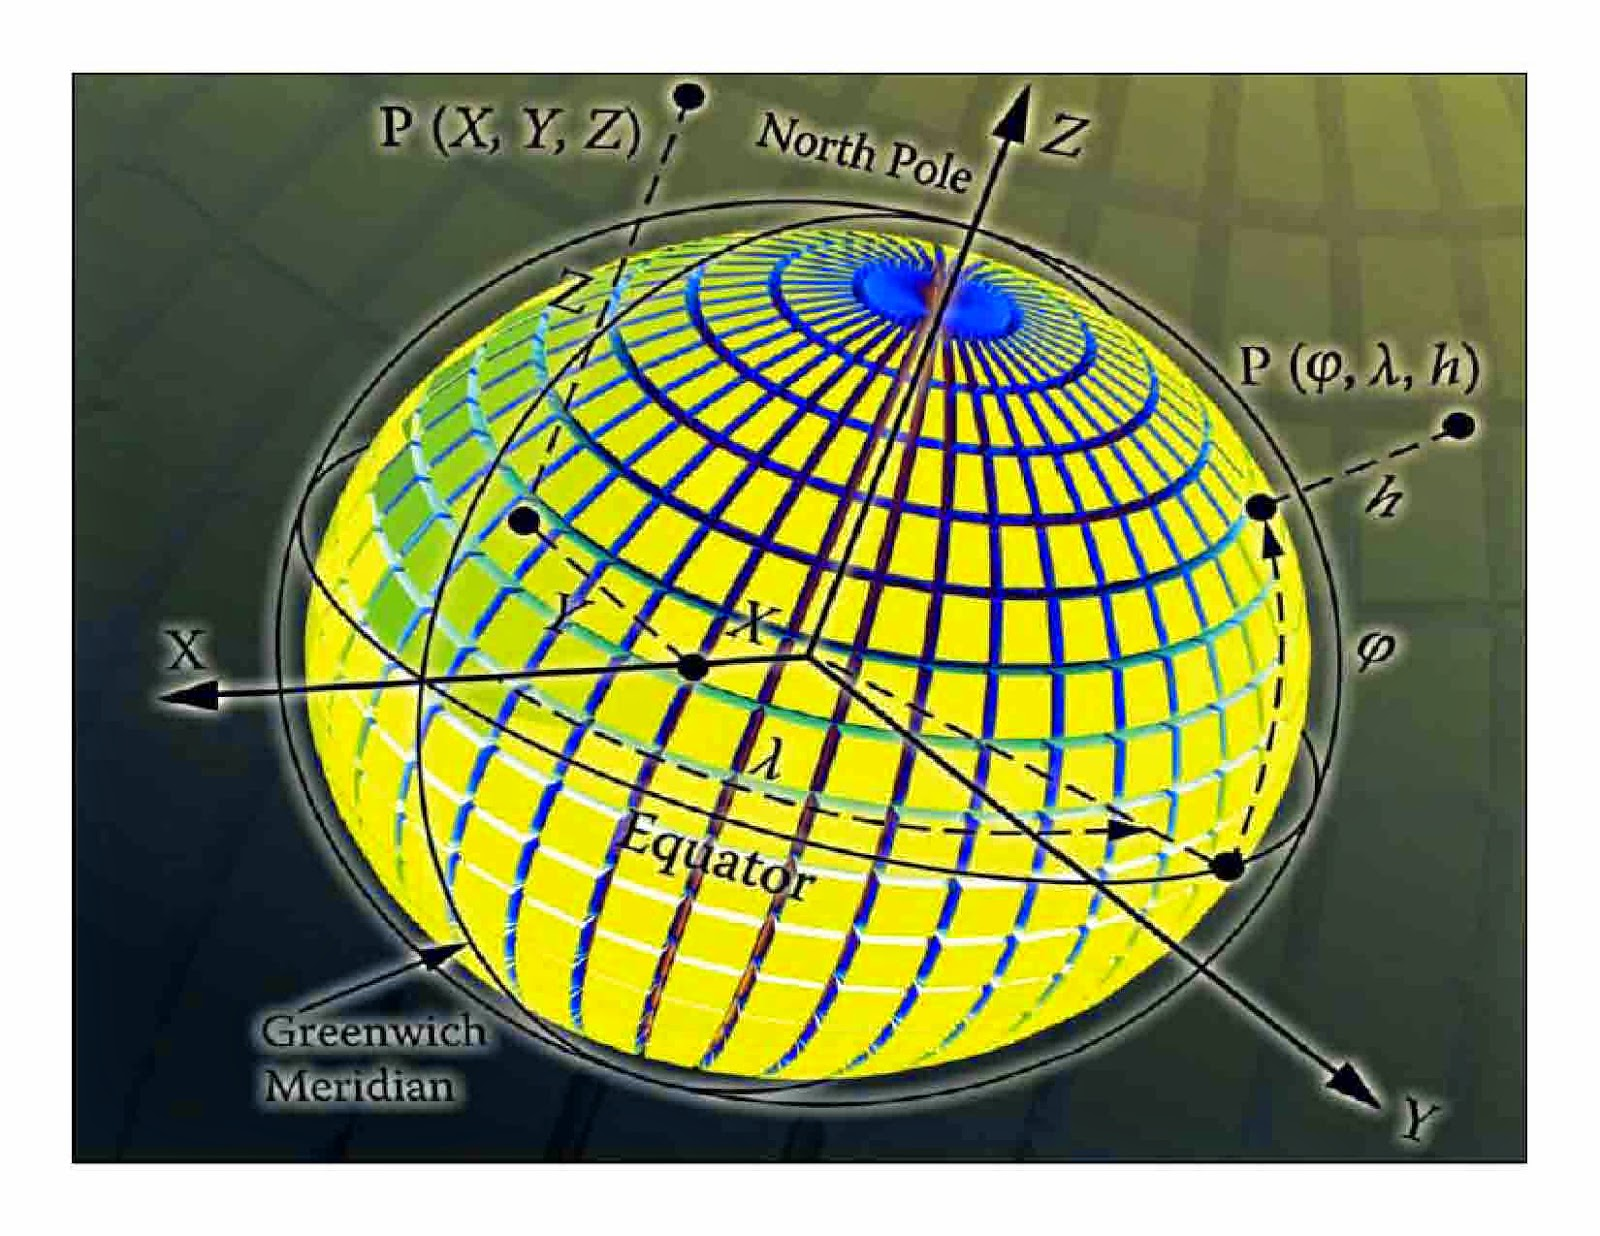 P (X, Y, Z)
North Pole
Z
Z
P (φ, λ, h)
h
Y
X
X
φ
λ
Equator
Greenwich
Meridian
Y